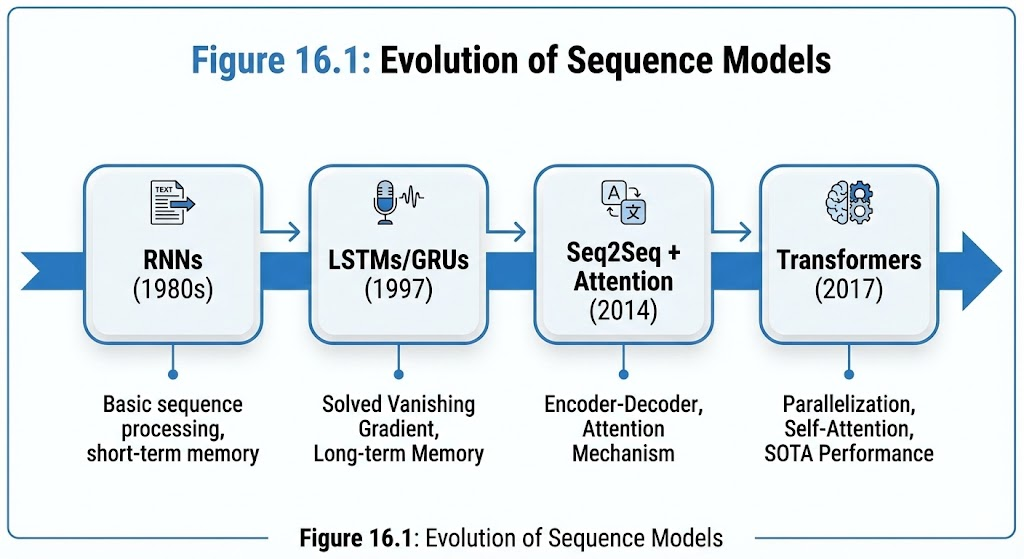 Figure 16.1: Evolution of Sequence Models
TEXT
RNNs
(1980s)
LSTMs/GRUs
(1997)
A
文
Seq2Seq +
Attention
(2014)
Transformers
(2017)
Basic sequence
processing,
short-term memory
Solved Vanishing
Gradient,
Long-term Memory
Encoder-Decoder,
Attention
Mechanism
Parallelization,
Self-Attention,
SOTA Performance
Figure 16.1: Evolution of Sequence Models